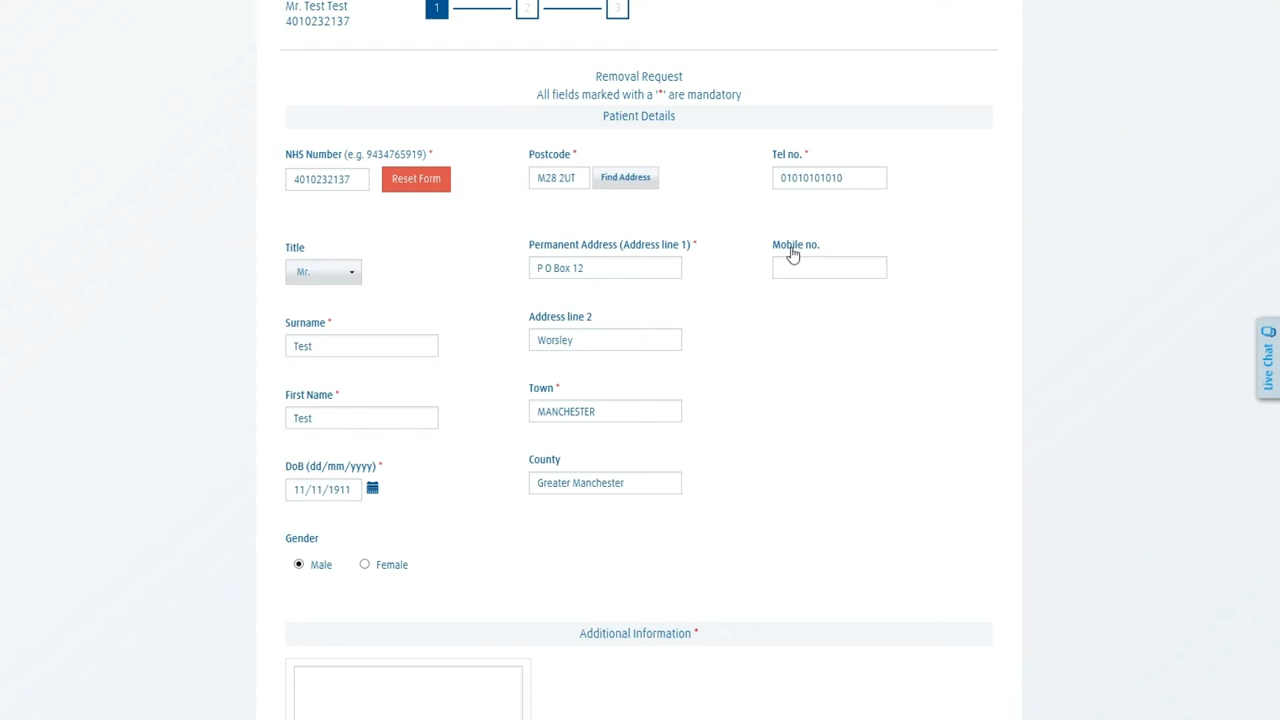 Mr. Test Test
4010232137
1
2
3
Removal Request
All fields marked with a '*' are mandatory
Patient Details
NHS Number (e.g. 9434765919) *
4010232137
Reset Form
Postcode *
M28 2UT
Find Address
Tel no. *
01010101010
Title
Mr.
Permanent Address (Address line 1) *
P O Box 12
Mobile no.
Surname *
Test
Address line 2
Worsley
First Name *
Test
Town *
MANCHESTER
DoB (dd/mm/yyyy) *
11/11/1911
County
Greater Manchester
Gender
Male
Female
Additional Information *
Live Chat